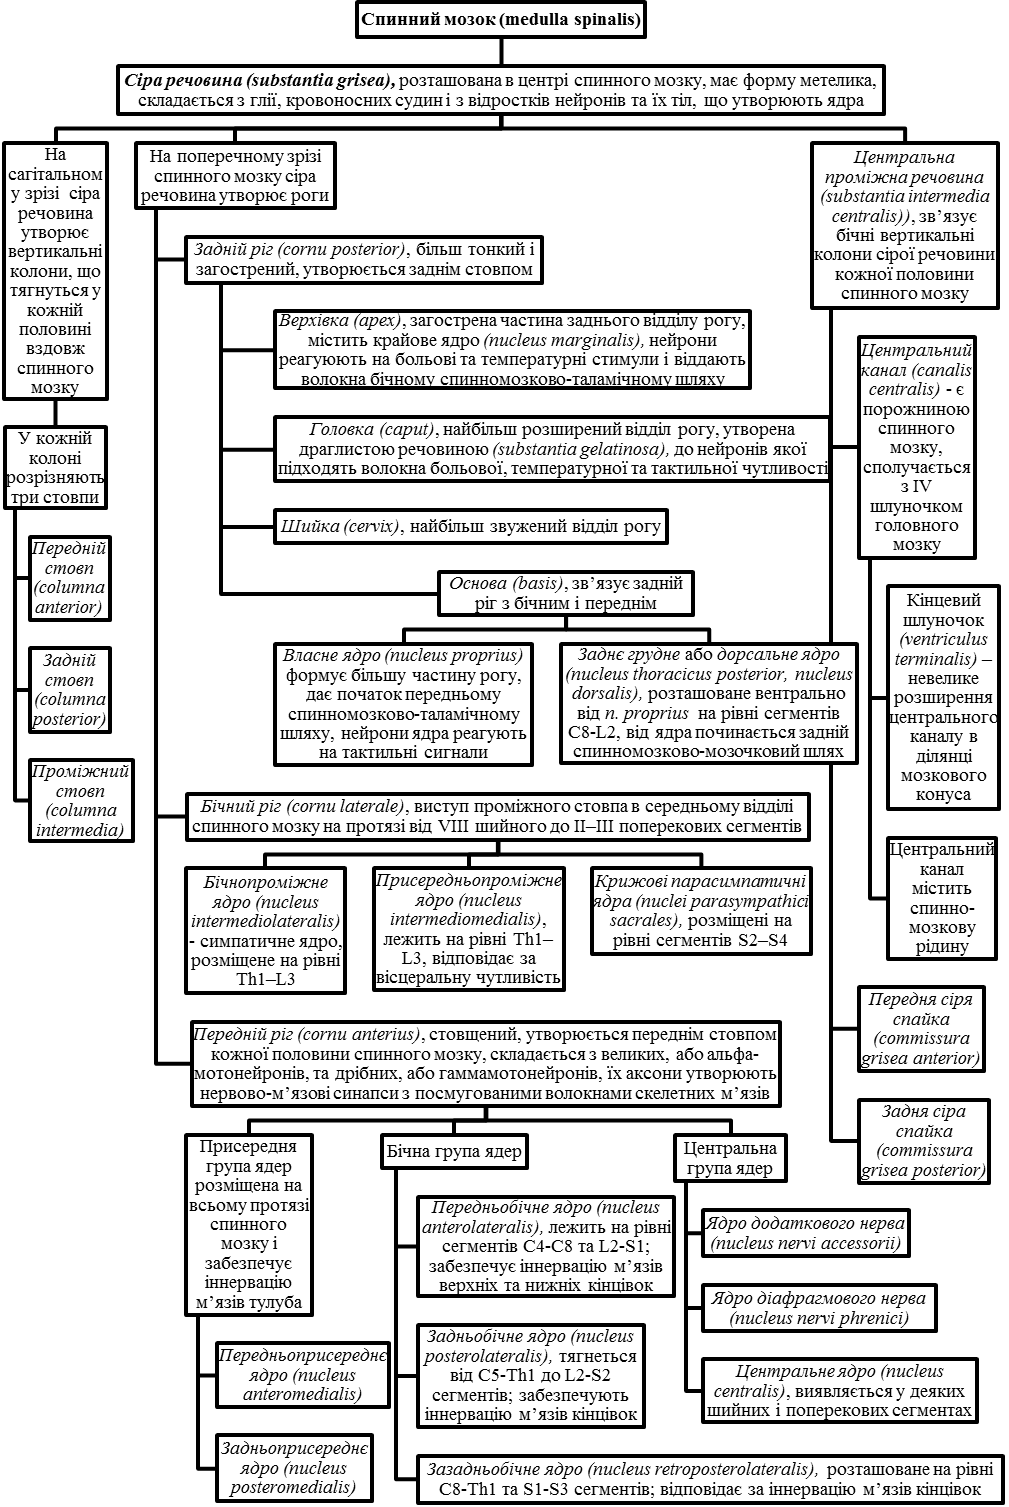 Спинний мозок (medulla spinalis)
Сіра речовина (substantia grisea), розташована в центрі спинного мозку, має форму метелика,
складається з глії, кровоносних судин і з відростків нейронів та їх тіл, що утворюють ядра
На
сагітальном
у зрізі сіра
речовина
утворює
вертикальні
колони, що
тягнуться у
кожній
половині
вздовж
спинного
мозку
У кожній
колоні
розрізняють
три стовпи
Передній
стовп
(columna
anterior)
Задній
стовп
(columna
posterior)
Проміжний
стовп
(columna
intermedia)
На поперечному зрізі
спинного мозку сіра
речовина утворює роги
Задній ріг (cornu posterior), більш тонкий і
загострений, утворюється заднім стовпом
Верхівка (apex), загострена частина заднього відділу рогу,
містить крайове ядро (nucleus marginalis), нейрони
реагуюють на больові та температурні стимули і віддають
волокна бічному спинномозково-таламічному шляху
Головка (caput), найбільш розширений відділ рогу, утворена
драглистою речовиною (substantia gelatinosa), до нейронів якої
підходять волокна больової, температурної та тактильної чутливості
Шийка (cervix), найбільш звужений відділ рогу
Основа (basis), зв’язує задній
ріг з бічним і переднім
Власне ядро (nucleus proprius)
формує більшу частину рогу,
дає початок передньому
спинномозково-таламічному
шляху, нейрони ядра реагують
на тактильні сигнали
Заднє грудне або дорсальне ядро
(nucleus thoracicus posterior, nucleus
dorsalis), розташоване вентрально
від n. proprius на рівні сегментів
C8-L2, від ядра починається задній
спинномозково-мозочковий шлях
Бічний ріг (cornu laterale), виступ проміжного стовпа в середньому відділі
спинного мозку на протязі від VIII шийного до II–III поперекових сегментів
Бічнопроміжне
ядро (nucleus
intermediolateralis)
- симпатичне ядро,
розміщене на рівні
Th1–L3
Присередньопроміжне
ядро (nucleus
intermediomedialis),
лежить на рівні Th1–
L3, відповідає за
вісцеральну чутливість
Крижові парасимпатичні
ядра (nuclei parasympathici
sacrales), розміщені на
рівні сегментів S2–S4
Передній ріг (cornu anterius), стовщений, утворюється переднім стовпом
кожної половини спинного мозку, складається з великих, або альфа-
мотонейронів, та дрібних, або гаммамотонейронів, їх аксони утворюють
нервово-м’язові синапси з посмугованими волокнами скелетних м’язів
Присередня
група ядер
розміщена на
всьому протязі
спинного
мозку і
забезпечує
іннервацію
м’язів тулуба
Передньоприсереднє
ядро (nucleus
anteromedialis)
Задньоприсереднє
ядро (nucleus
posteromedialis)
Бічна група ядер
Передньобічне ядро (nucleus
anterolateralis), лежить на рівні
сегментів C4-C8 та L2-S1;
забезпечує іннервацію м’язів
верхніх та нижніх кінцівок
Задньобічне ядро (nucleus
posterolateralis), тягнеться
від C5-Th1 до L2-S2
сегментів; забезпечують
іннервацію м’язів кінцівок
Зазадньобічне ядро (nucleus retroposterolateralis), розташоване на рівні
C8-Th1 та S1-S3 сегментів; відповідає за іннервацію м’язів кінцівок
Центральна
група ядер
Ядро додаткового нерва
(nucleus nervi accessorii)
Ядро діафрагмового нерва
(nucleus nervi phrenici)
Центральне ядро (nucleus
centralis), виявляється у деяких
шийних і поперекових сегментах
Центральна
проміжна речовина
(substantia intermedia
centralis)), зв’язує
бічні вертикальні
колони сірої речовини
кожної половини
спинного мозку
Центральний
канал (canalis
centralis) - є
порожниною
спинного
мозку,
сполучається
з IV
шлуночком
головного
мозку
Кінцевий
шлуночок
(ventriculus
terminalis) –
невелике
розширення
центрального
каналу в
ділянці
мозкового
конуса
Центральний
канал
містить
спинно-
мозкову
рідину
Передня сіря
спайка
(commissura
grisea anterior)
Задня сіра
спайка
(commissura
grisea posterior)